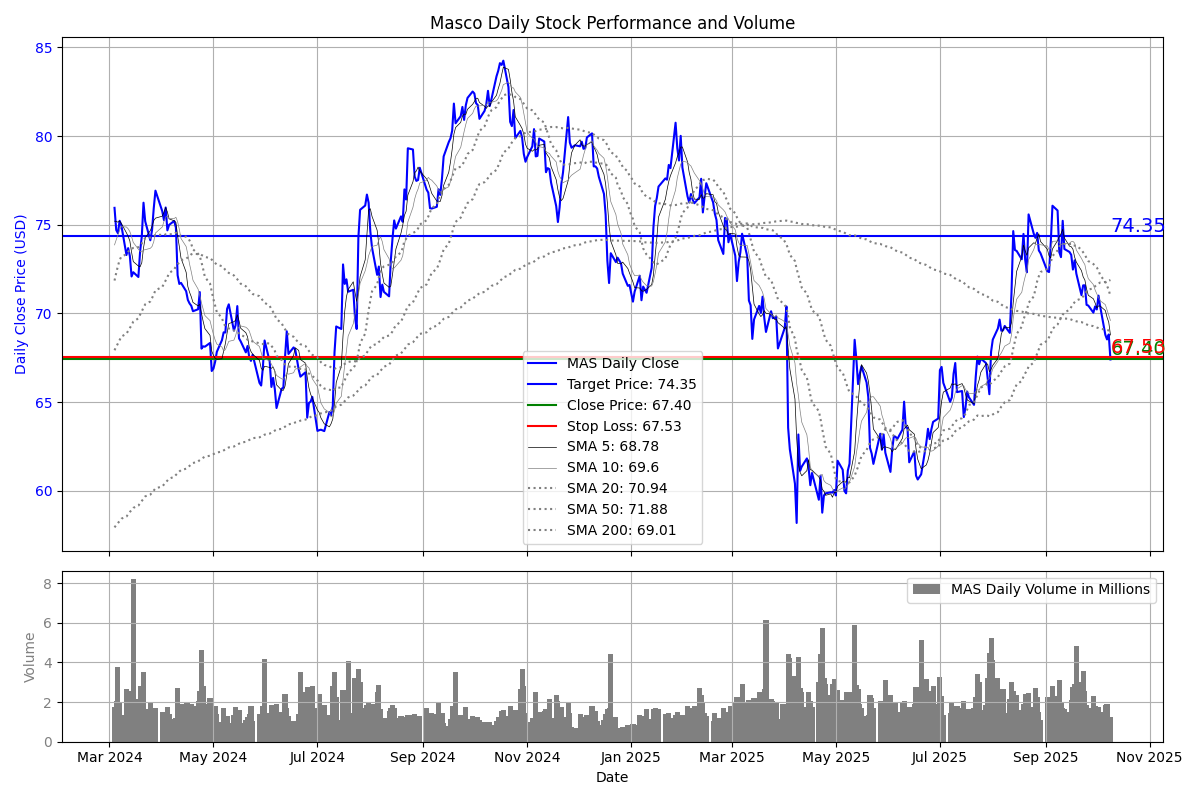 Masco Daily Stock Performance and Volume
Daily Close Price (USD)
85
80
75
70
65
60
74.35
67.53
67.40
MAS Daily Close
Target Price: 74.35
Close Price: 67.40
Stop Loss: 67.53
SMA 5: 68.78
SMA 10: 69.6
SMA 20: 70.94
SMA 50: 71.88
SMA 200: 69.01
Volume
8
6
4
2
0
MAS Daily Volume in Millions
Mar 2024 May 2024 Jul 2024 Sep 2024 Nov 2024 Jan 2025 Mar 2025 May 2025 Jul 2025 Sep 2025 Nov 2025
Date